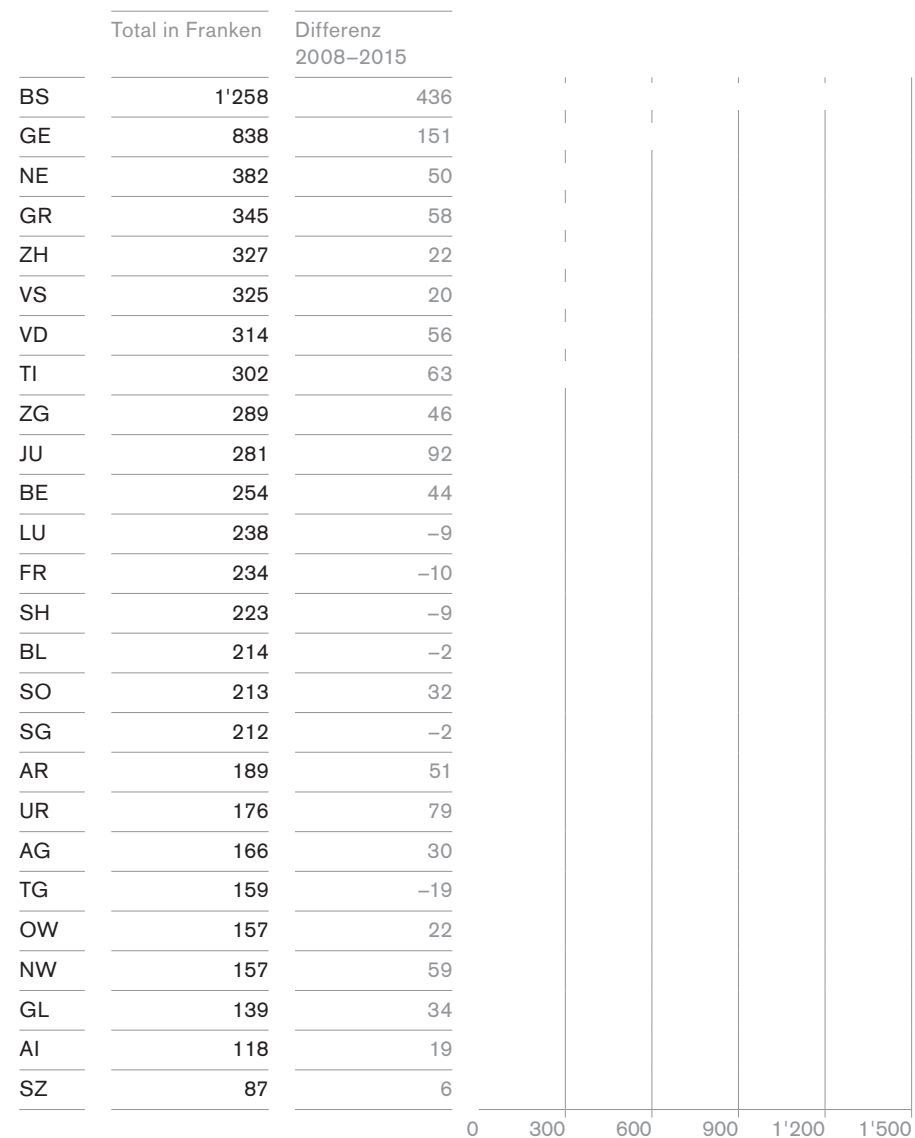 Total in Franken Differenz
2008–2015
BS 1'258 436
GE 838 151
NE 382 50
GR 345 58
ZH 327 22
VS 325 20
VD 314 56
TI 302 63
ZG 289 46
JU 281 92
BE 254 44
LU 238 –9
FR 234 –10
SH 223 –9
BL 214 –2
SO 213 32
SG 212 –2
AR 189 51
UR 176 79
AG 166 30
TG 159 –19
OW 157 22
NW 157 59
GL 139 34
AI 118 19
SZ 87 6
0 300 600 900 1'200 1'500